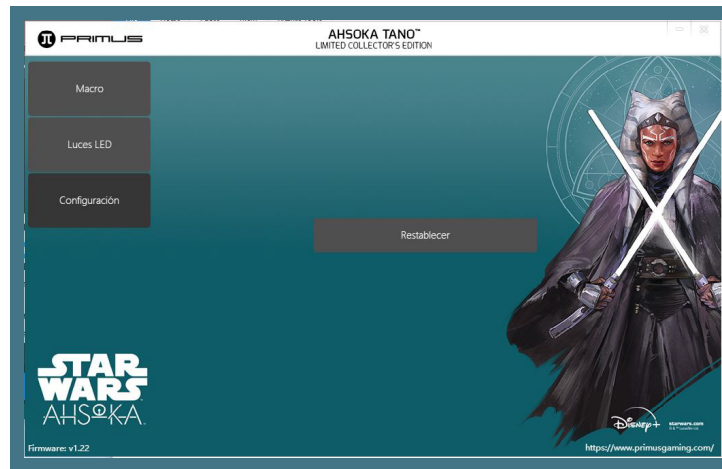 PRIMUS
AHSOKA TANO™
LIMITED COLLECTOR'S EDITION
Macro
Luces LED
Configuración
Restablecer
STAR
WARS
AHSOKA
Disney+
starwars.com
Firmware: v1.22
https://www.primusgaming.com/